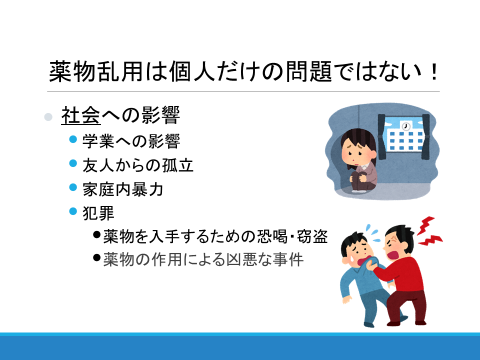 薬物乱用は個人だけの問題ではない！
社会への影響
学業への影響
友人からの孤立
家庭内暴力
犯罪
薬物を入手するための恐喝・窃盗
薬物の作用による凶悪な事件